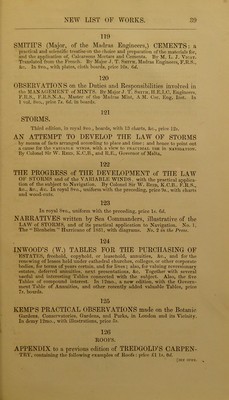 NEW LIST OF WORKS. 39
119
SMITH'S (Major, of the Madras Engineers,) CEMENTS: a
practical and scientific treatise on the choice and preparation of the materials for,
and the application of, Calcareous Mortars and Cements. By M. L. J. VICAT.
Translated from the French. By Major J. T. SMITH, Madras Engineers, F.R.S.,
&c. In 8vo., with plates, cloth boards, price 10s. 6d.
120
OBSERVATIONS on the Duties and Responsibilities involved in
the MANAGEMENT of MINTS. By Major J. T. SMITH, H.E.I.C. Engineers,
F.R.S., F.R.S.N.A., Master of the Madras Mint, A.M. Civ. Eng. Inst. In
1 vol. 8vo., price 7s. 6d. in boards.
121
STORMS.
Third edition, in royal 8vo., boards, with 12 charts, &c., price 12s.
AN ATTEMPT TO DEVELOP THE LAW OF STORMS
by means of facts arranged according to place and time; and hence to point out
a cause for the VARIABLE WINDS, with a view to PRACTICAL USE IN NAVIGATION.
By Colonel Sir W. REID, K.C.B., and F.R.S., Governor of Malta.
122
THE PROGRESS of THE DEVELOPMENT of THE LAW
OF STORMS and of the VARIABLE WINDS, with the practical applica-
tion of the subject to Navigation. By Colonel Sir W. REID, K.C.B., F.R.S.,
&c., &c., &c. In royal 8vo., uniform with the preceding, price 9s., with charts
and wood-cuts.
123
In royal 8vo., uniform with the preceding, price 1s. 6d.
NARRATIVES written by Sea Commanders, illustrative of the
LAW of STORMS, and of its practical application to Navigation. No. 1.
The "Blenheim" Hurricane of 1851, with diagrams. No. 2 in the Press.
124
INWOOD'S (W.) TABLES FOR THE PURCHASING OF
ESTATES, freehold, copyhold, or leasehold, annuities, &c., and for the
renewing of leases held under cathedral churches, colleges, or other corporate
bodies, for terms of years certain, and for lives; also, for valuing reversionary
estates, deferred annuities, next presentations, &c. Together with several
useful and interesting Tables connected with the subject. Also, the five
Tables of compound interest. In 12mo., a new edition, with the Govern-
ment Table of Annuities, and other recently added valuable Tables, price
7s. boards.
125
KEMP'S PRACTICAL OBSERVATIONS made on the Botanic
Gardens, Conservatories, Gardens, and Parks, in London and its Vicinity:
In demy 12mo., with illustrations, price 5s
126
ROOFS.
APPENDIX to a previous edition of TREDGOLD'S CARPEN-
TRY, containing the following examples of Roofs: price £1 1s. 0d.